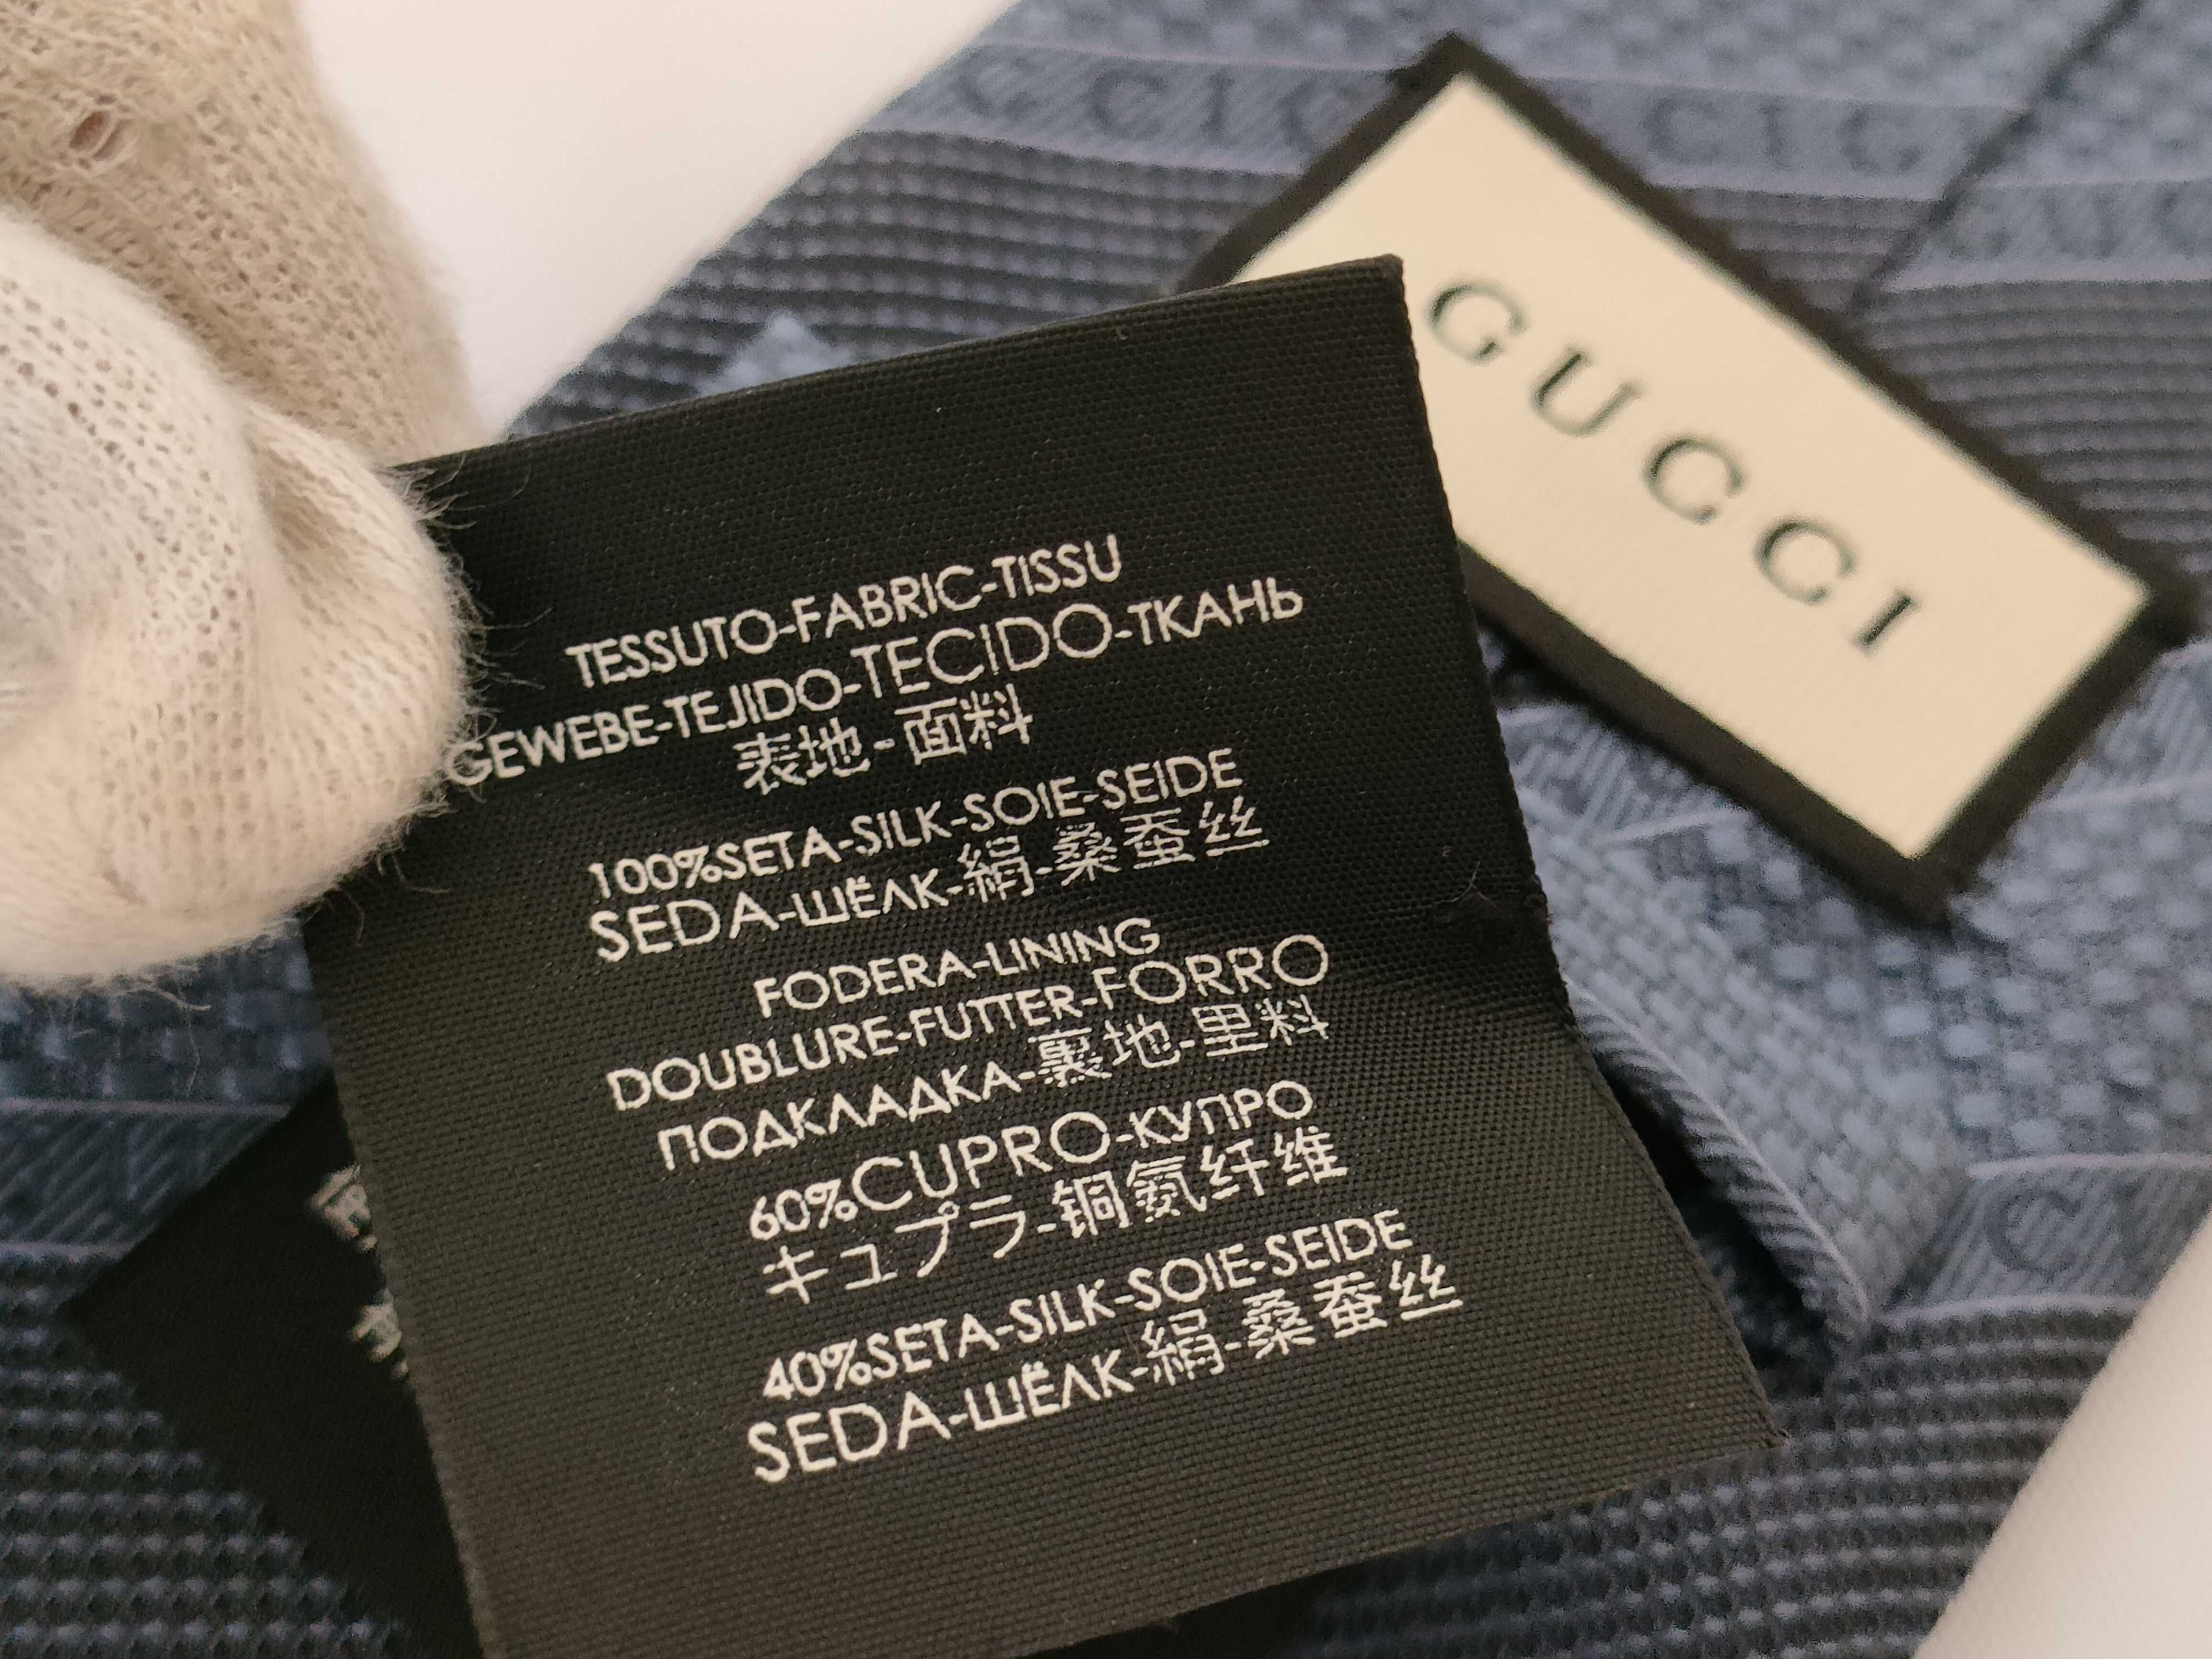 GUCCI
TESSUTO-FABRIC-TISSU
GEWEBE-TEJIDO-TECIDO-ТКАНЬ
表地-面料
100%SETA-SILK-SOIE-SEIDE
SEDA-ШЁЛК-絹-桑蚕丝
FODERA-LINING
DOUBLURE-FUTTER-FORRO
ПОДКЛАДКА-裏地-里料
60%CUPRO-КУПРО
キュプラ-铜氨纤维
40%SETA-SILK-SOIE-SEIDE
SEDA-ШЁЛК-絹-桑蚕丝